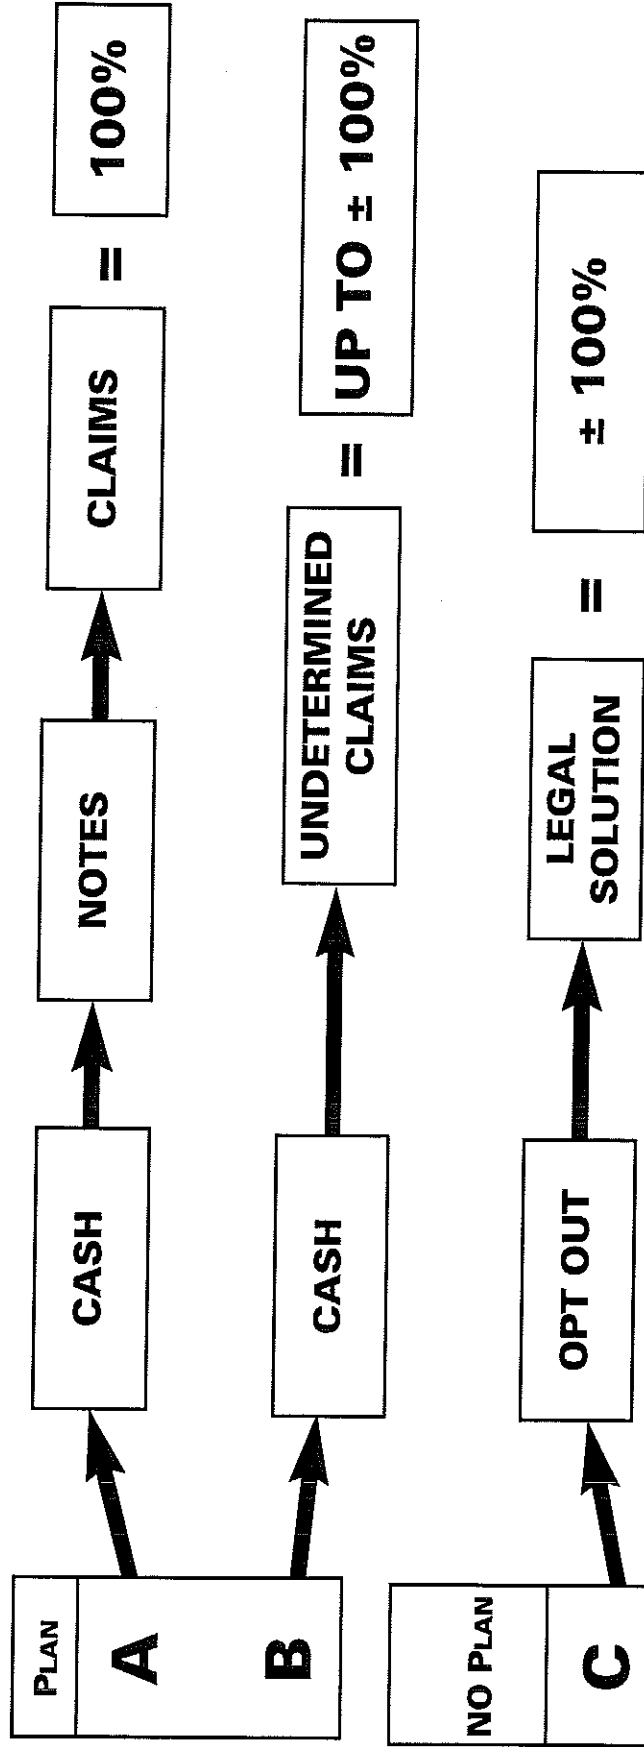 PLAN
A
CASH
NOTES
CLAIMS
=
100%
B
CASH
UNDETERMINED
CLAIMS
=
UP TO ± 100%
NO PLAN
C
OPT OUT
LEGAL
SOLUTION
=
± 100%